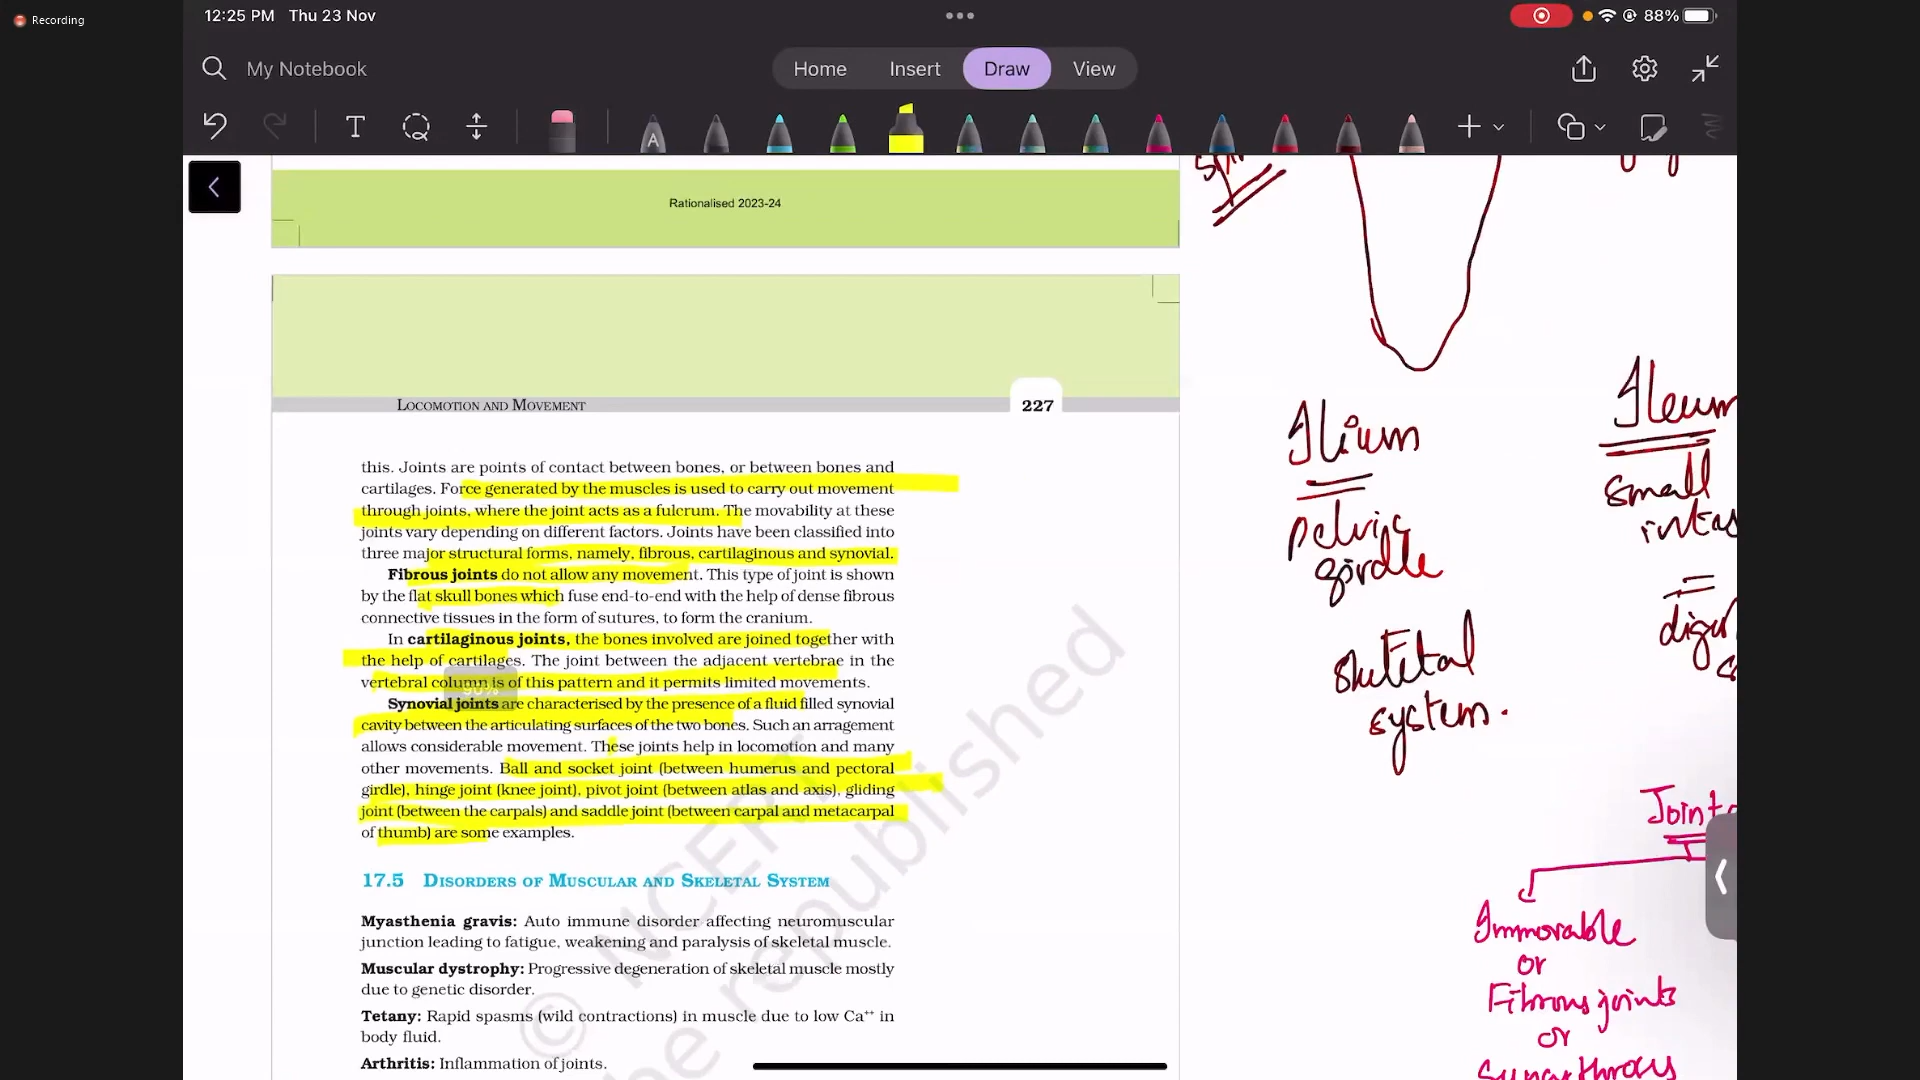 Recording
12:25 PM Thu 23 Nov
88%
My Notebook
Home Insert Draw View
T
A
Rationalised 2023-24
LOCOMOTION AND MOVEMENT
227
this. Joints are points of contact between bones, or between bones and
cartilages. Force generated by the muscles is used to carry out movement
through joints, where the joint acts as a fulcrum. The movability at these
joints vary depending on different factors. Joints have been classified into
three major structural forms, namely, fibrous, cartilaginous and synovial.
Fibrous joints do not allow any movement. This type of joint is shown
by the flat skull bones which fuse end-to-end with the help of dense fibrous
connective tissues in the form of sutures, to form the cranium.
In cartilaginous joints, the bones involved are joined together with
the help of cartilages. The joint between the adjacent vertebrae in the
vertebral column is of this pattern and it permits limited movements.
90%
Synovial joints are characterised by the presence of a fluid filled synovial
cavity between the articulating surfaces of the two bones. Such an arrangement
allows considerable movement. These joints help in locomotion and many
other movements. Ball and socket joint (between humerus and pectoral
girdle), hinge joint (knee joint), pivot joint (between atlas and axis), gliding
joint (between the carpals) and saddle joint (between carpal and metacarpal
of thumb) are some examples.
17.5 DISORDERS OF MUSCULAR AND SKELETAL SYSTEM
Myasthenia gravis: Auto immune disorder affecting neuromuscular
junction leading to fatigue, weakening and paralysis of skeletal muscle.
Muscular dystrophy: Progressive degeneration of skeletal muscle mostly
due to genetic disorder.
Tetany: Rapid spasms (wild contractions) in muscle due to low Ca⁺⁺ in
body fluid.
Arthritis: Inflammation of joints.
© NCERT
be republished
Ilium
pelvic
girdle
skeletal
system.
Ileum
small
Joint
Immovable
or
Fibrous joints
or